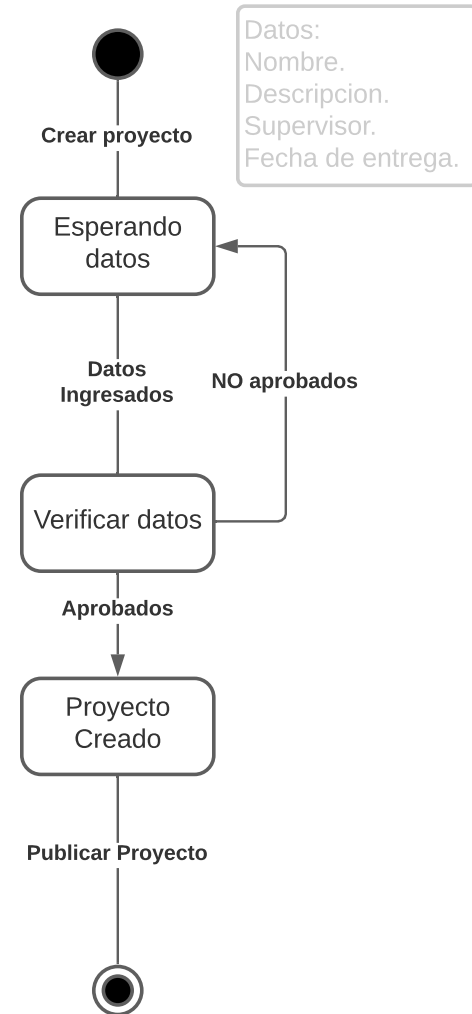 Datos:
Nombre.
Descripcion.
Supervisor.
Fecha de entrega.
Crear proyecto
Esperando
datos
Datos
Ingresados
NO aprobados
Verificar datos
Aprobados
Proyecto
Creado
Publicar Proyecto